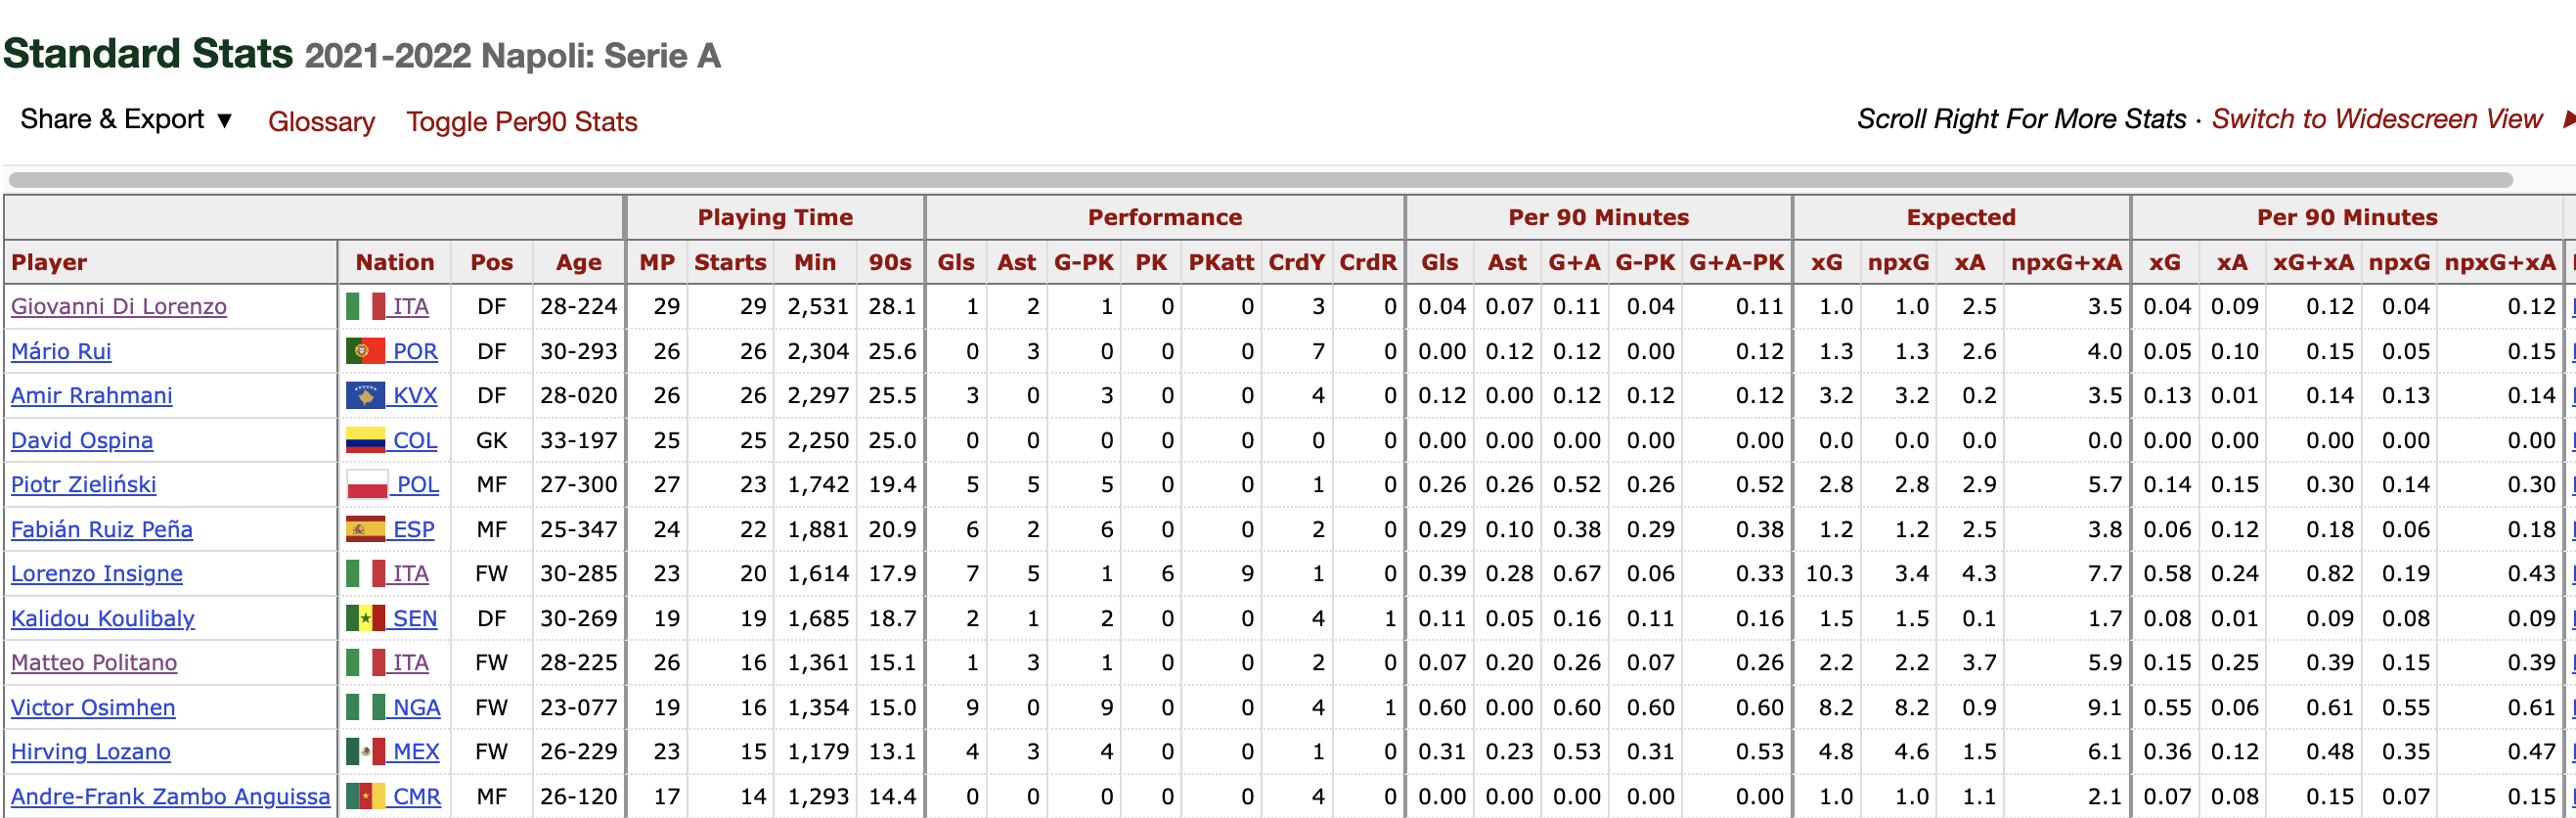 Standard Stats 2021-2022 Napoli: Serie A
Share & Export ▼ Glossary Toggle Per90 Stats Scroll Right For More Stats · Switch to Widescreen View ▶
Playing Time Performance Per 90 Minutes Expected Per 90 Minutes
Player Nation Pos Age MP Starts Min 90s Gls Ast G-PK PK PKatt CrdY CrdR Gls Ast G+A G-PK G+A-PK xG npxG xA npxG+xA xG xA xG+xA npxG npxG+xA
Giovanni Di Lorenzo ITA DF 28-224 29 29 2,531 28.1 1 2 1 0 0 3 0 0.04 0.07 0.11 0.04 0.11 1.0 1.0 2.5 3.5 0.04 0.09 0.12 0.04 0.12
Mário Rui POR DF 30-293 26 26 2,304 25.6 0 3 0 0 0 7 0 0.00 0.12 0.12 0.00 0.12 1.3 1.3 2.6 4.0 0.05 0.10 0.15 0.05 0.15
Amir Rrahmani KVX DF 28-020 26 26 2,297 25.5 3 0 3 0 0 4 0 0.12 0.00 0.12 0.12 0.12 3.2 3.2 0.2 3.5 0.13 0.01 0.14 0.13 0.14
David Ospina COL GK 33-197 25 25 2,250 25.0 0 0 0 0 0 0 0 0.00 0.00 0.00 0.00 0.00 0.0 0.0 0.0 0.0 0.00 0.00 0.00 0.00 0.00
Piotr Zieliński POL MF 27-300 27 23 1,742 19.4 5 5 5 0 0 1 0 0.26 0.26 0.52 0.26 0.52 2.8 2.8 2.9 5.7 0.14 0.15 0.30 0.14 0.30
Fabián Ruiz Peña ESP MF 25-347 24 22 1,881 20.9 6 2 6 0 0 2 0 0.29 0.10 0.38 0.29 0.38 1.2 1.2 2.5 3.8 0.06 0.12 0.18 0.06 0.18
Lorenzo Insigne ITA FW 30-285 23 20 1,614 17.9 7 5 1 6 9 1 0 0.39 0.28 0.67 0.06 0.33 10.3 3.4 4.3 7.7 0.58 0.24 0.82 0.19 0.43
Kalidou Koulibaly SEN DF 30-269 19 19 1,685 18.7 2 1 2 0 0 4 1 0.11 0.05 0.16 0.11 0.16 1.5 1.5 0.1 1.7 0.08 0.01 0.09 0.08 0.09
Matteo Politano ITA FW 28-225 26 16 1,361 15.1 1 3 1 0 0 2 0 0.07 0.20 0.26 0.07 0.26 2.2 2.2 3.7 5.9 0.15 0.25 0.39 0.15 0.39
Victor Osimhen NGA FW 23-077 19 16 1,354 15.0 9 0 9 0 0 4 1 0.60 0.00 0.60 0.60 0.60 8.2 8.2 0.9 9.1 0.55 0.06 0.61 0.55 0.61
Hirving Lozano MEX FW 26-229 23 15 1,179 13.1 4 3 4 0 0 1 0 0.31 0.23 0.53 0.31 0.53 4.8 4.6 1.5 6.1 0.36 0.12 0.48 0.35 0.47
Andre-Frank Zambo Anguissa CMR MF 26-120 17 14 1,293 14.4 0 0 0 0 0 4 0 0.00 0.00 0.00 0.00 0.00 1.0 1.0 1.1 2.1 0.07 0.08 0.15 0.07 0.15